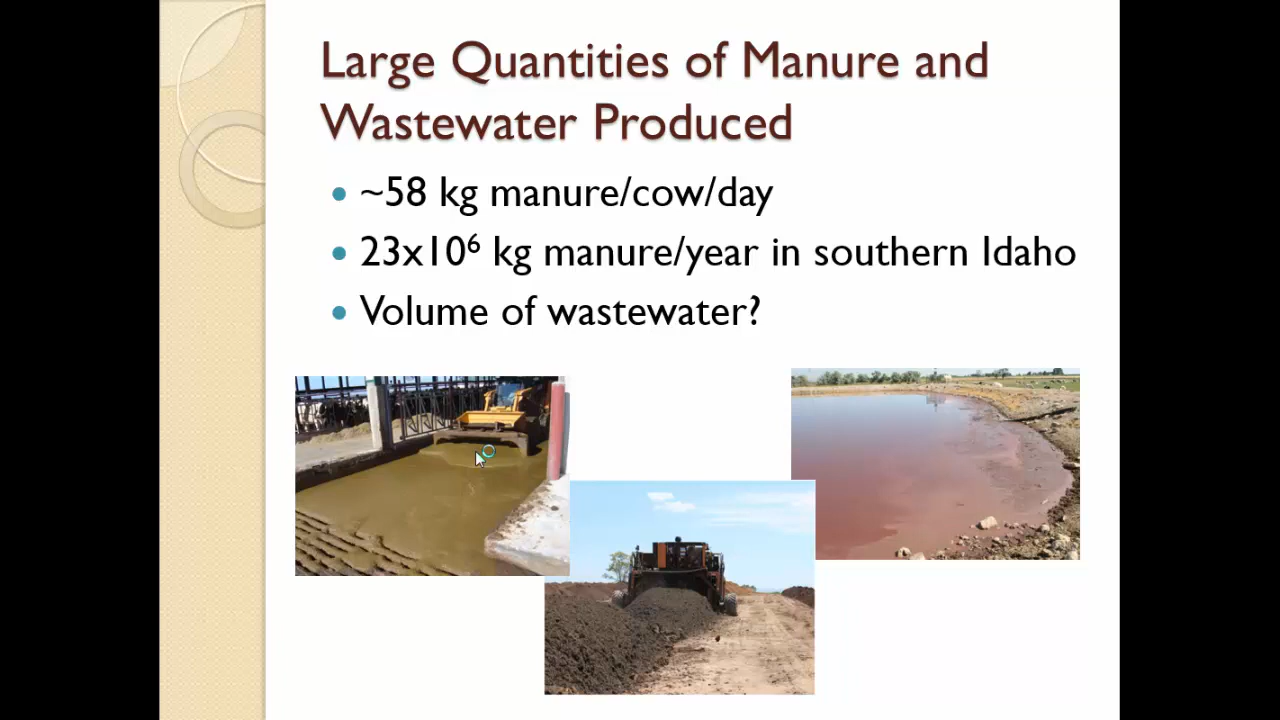 Large Quantities of Manure and
Wastewater Produced
• ~58 kg manure/cow/day
• 23x10⁶ kg manure/year in southern Idaho
• Volume of wastewater?